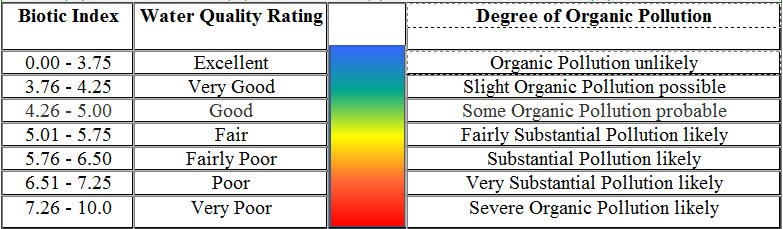 Biotic Index Water Quality Rating Degree of Organic Pollution
0.00 - 3.75 Excellent Organic Pollution unlikely
3.76 - 4.25 Very Good Slight Organic Pollution possible
4.26 - 5.00 Good Some Organic Pollution probable
5.01 - 5.75 Fair Fairly Substantial Pollution likely
5.76 - 6.50 Fairly Poor Substantial Pollution likely
6.51 - 7.25 Poor Very Substantial Pollution likely
7.26 - 10.0 Very Poor Severe Organic Pollution likely